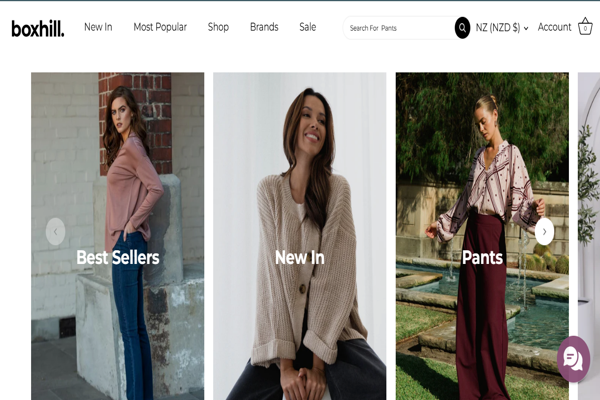 boxhill.
New In
Most Popular
Shop
Brands
Sale
Search For Pants
NZ (NZD $)
Account
0
Best Sellers
New In
Pants